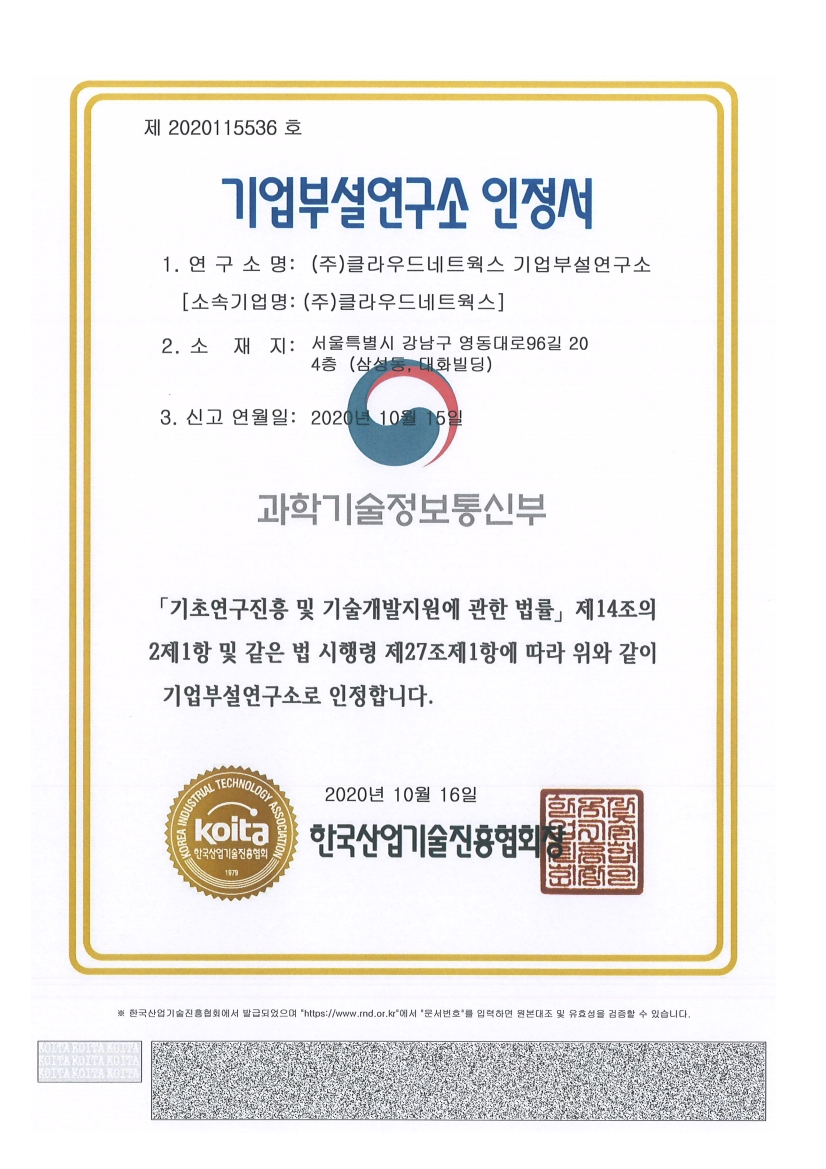 제 2020115536 호
기업부설연구소 인정서
1. 연 구 소 명: (주)클라우드네트웍스 기업부설연구소
[소속기업명: (주)클라우드네트웍스]
2. 소 재 지: 서울특별시 강남구 영동대로96길 20
4층 (삼성동, 대화빌딩)
3. 신고 연월일: 2020년 10월 15일
과학기술정보통신부
「기초연구진흥 및 기술개발지원에 관한 법률」 제14조의
2제1항 및 같은 법 시행령 제27조제1항에 따라 위와 같이
기업부설연구소로 인정합니다.
2020년 10월 16일
KOREA INDUSTRIAL TECHNOLOGY ASSOCIATION
koita
한국산업기술진흥협회
1979
한국산업기술진흥협회장
※ 한국산업기술진흥협회에서 발급되었으며 "https://www.rnd.or.kr"에서 "문서번호"를 입력하면 원본대조 및 유효성을 검증할 수 있습니다.
KOITA KOITA KOITA
KOITA KOITA KOITA
KOITA KOITA KOITA